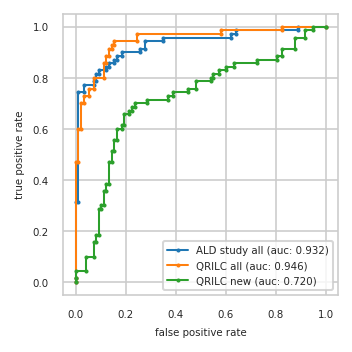 1.0
0.8
0.6
0.4
0.2
0.0
true positive rate
ALD study all (auc: 0.932)
QRILC all (auc: 0.946)
QRILC new (auc: 0.720)
0.0 0.2 0.4 0.6 0.8 1.0
false positive rate